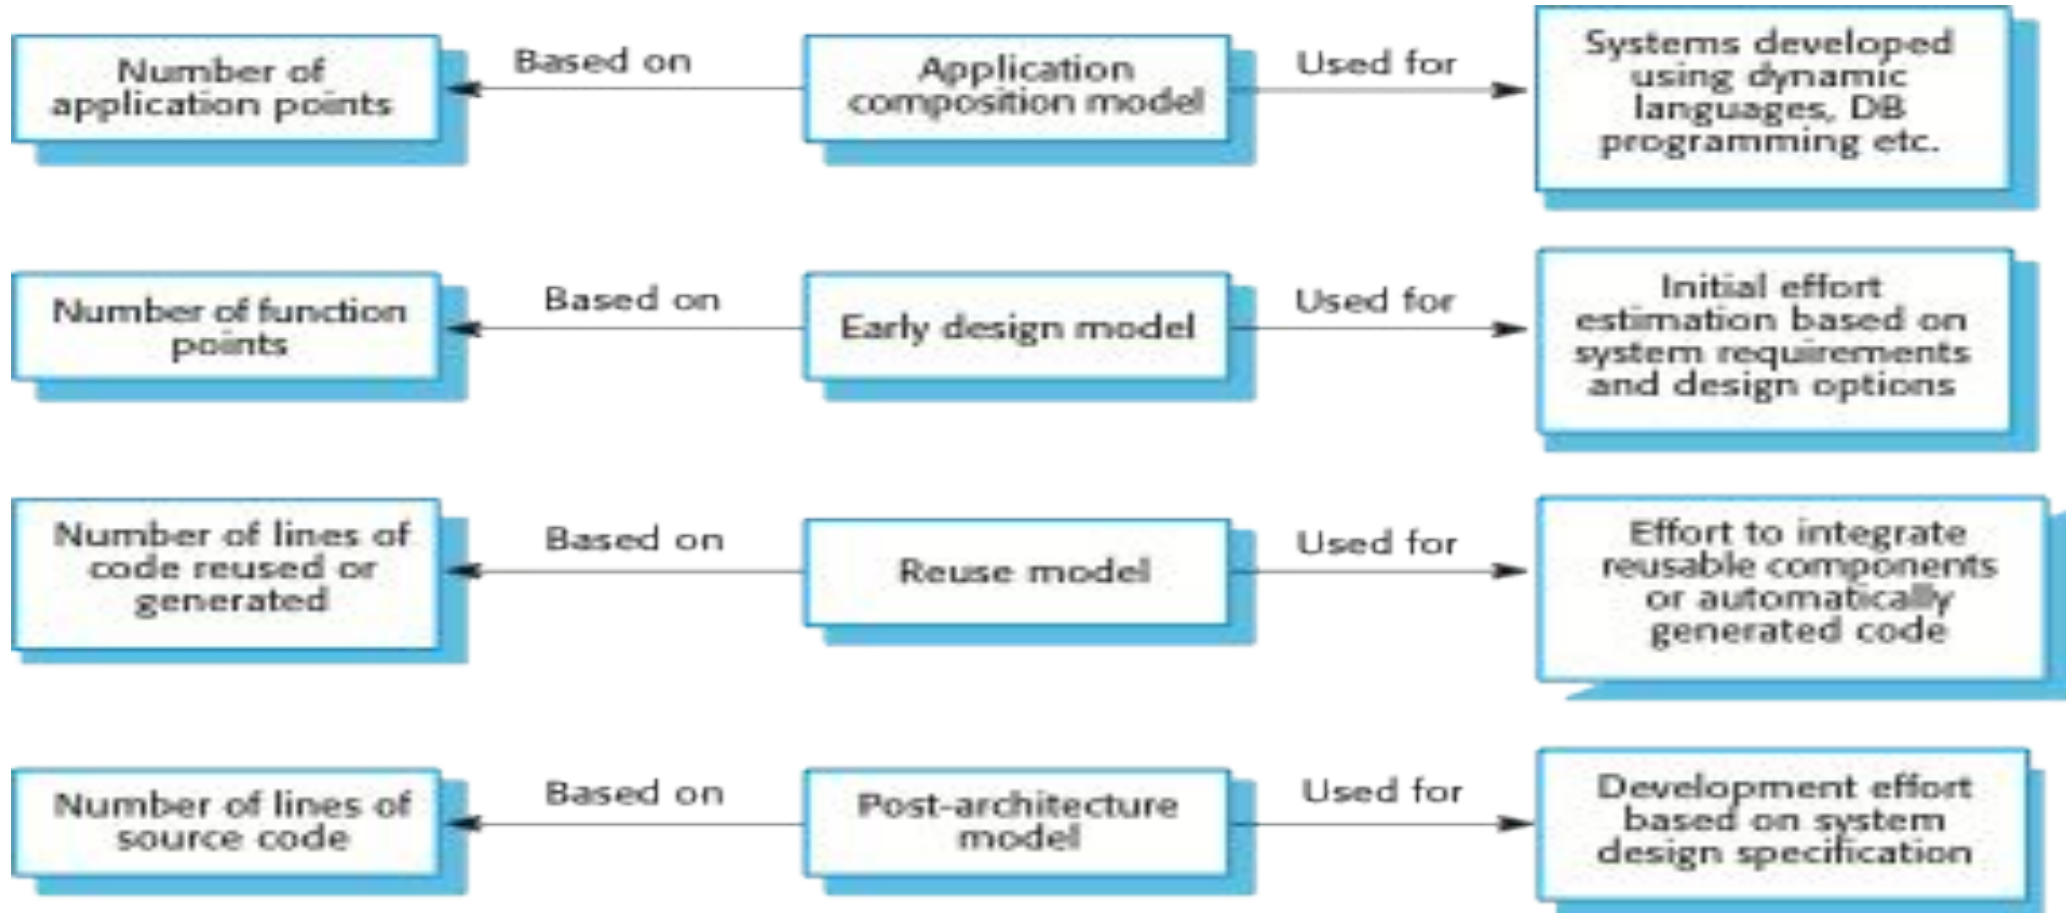 Number of
application points
Based on
Application
composition model
Used for
Systems developed
using dynamic
languages, DB
programming etc.
Number of function
points
Based on
Early design model
Used for
Initial effort
estimation based on
system requirements
and design options
Number of lines of
code reused or
generated
Based on
Reuse model
Used for
Effort to integrate
reusable components
or automatically
generated code
Number of lines of
source code
Based on
Post-architecture
model
Used for
Development effort
based on system
design specification